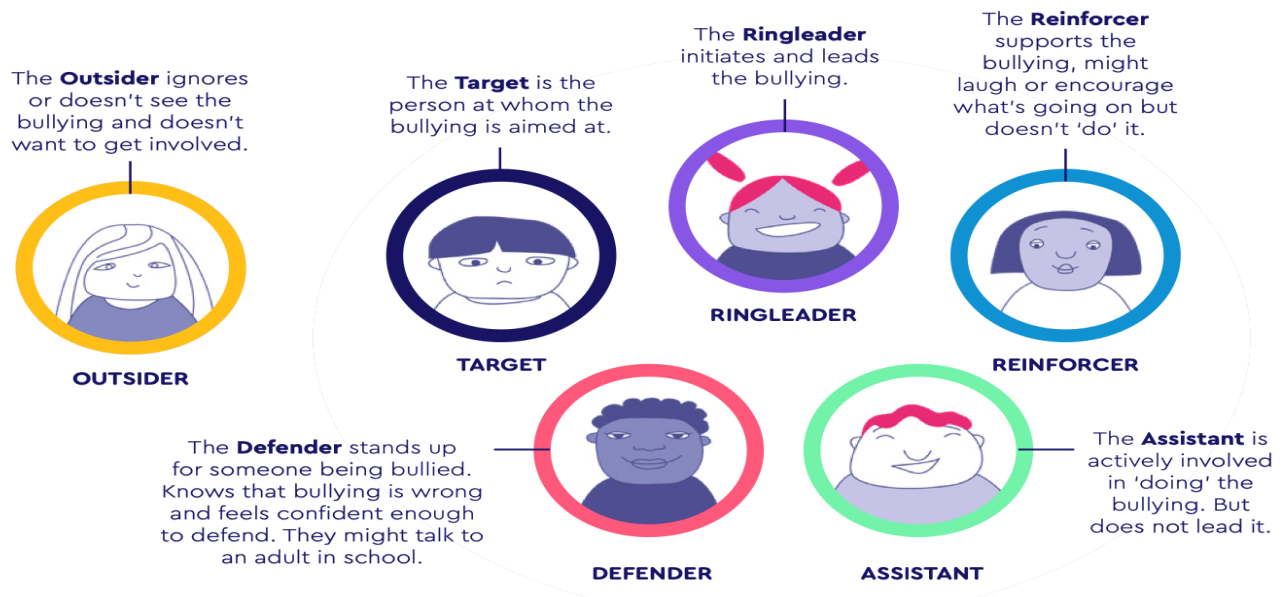 The Outsider ignores
or doesn't see the
bullying and doesn't
want to get involved.
OUTSIDER
The Target is the
person at whom the
bullying is aimed at.
TARGET
The Ringleader
initiates and leads
the bullying.
RINGLEADER
The Reinforcer
supports the
bullying, might
laugh or encourage
what's going on but
doesn't ‘do’ it.
REINFORCER
The Defender stands up
for someone being bullied.
Knows that bullying is wrong
and feels confident enough
to defend. They might talk to
an adult in school.
DEFENDER
The Assistant is
actively involved
in ‘doing’ the
bullying. But
does not lead it.
ASSISTANT